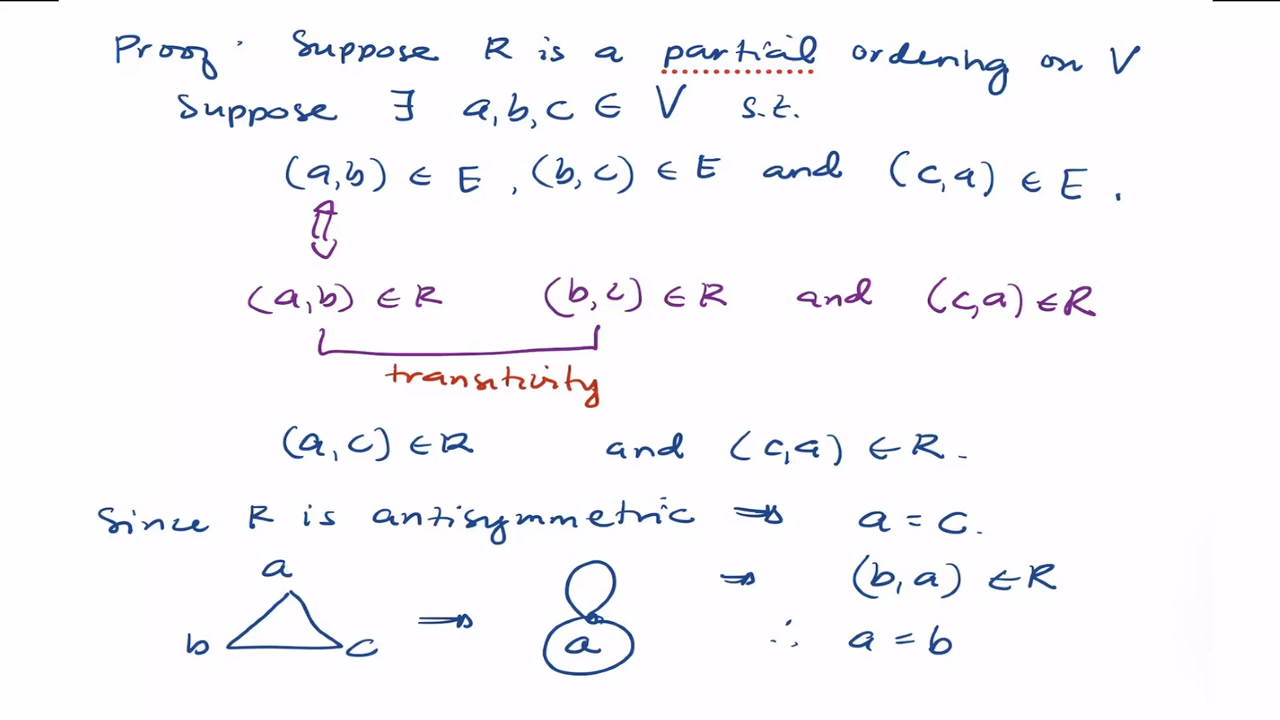 Proof: Suppose R is a partial ordering on V
Suppose ∃ a,b,c ∈ V s.t.
(a,b) ∈ E, (b,c) ∈ E and (c,a) ∈ E.
⇕
(a,b) ∈ R (b,c) ∈ R and (c,a) ∈ R
transitivity
(a,c) ∈ R and (c,a) ∈ R.
Since R is antisymmetric ⇒ a = c.
a
⇒ (b,a) ∈ R
b c ⇒ a ∴ a = b